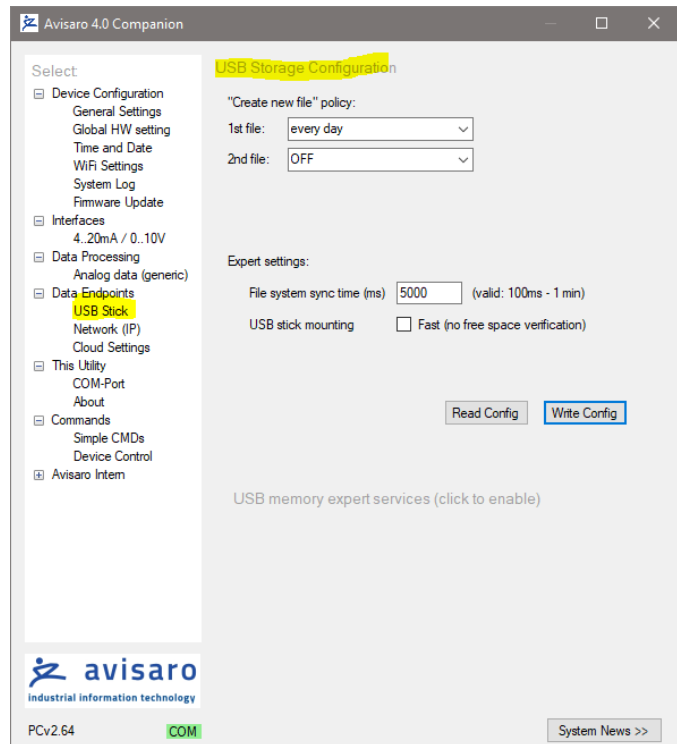 Avisaro 4.0 Companion
Select:
Device Configuration
General Settings
Global HW setting
Time and Date
WiFi Settings
System Log
Firmware Update
Interfaces
4..20mA / 0..10V
Data Processing
Analog data (generic)
Data Endpoints
USB Stick
Network (IP)
Cloud Settings
This Utility
COM-Port
About
Commands
Simple CMDs
Device Control
Avisaro Intern
avisaro
industrial information technology
PCv2.64 COM
USB Storage Configuration
"Create new file" policy:
1st file: every day
2nd file: OFF
Expert settings:
File system sync time (ms) 5000 (valid: 100ms - 1 min)
USB stick mounting Fast (no free space verification)
Read Config Write Config
USB memory expert services (click to enable)
System News >>